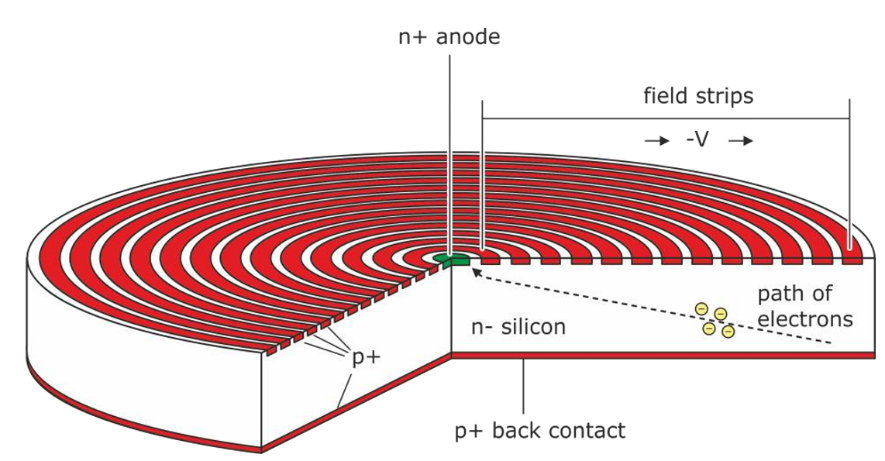 n+ anode
field strips
→ -V →
path of
electrons
n- silicon
p+
p+ back contact